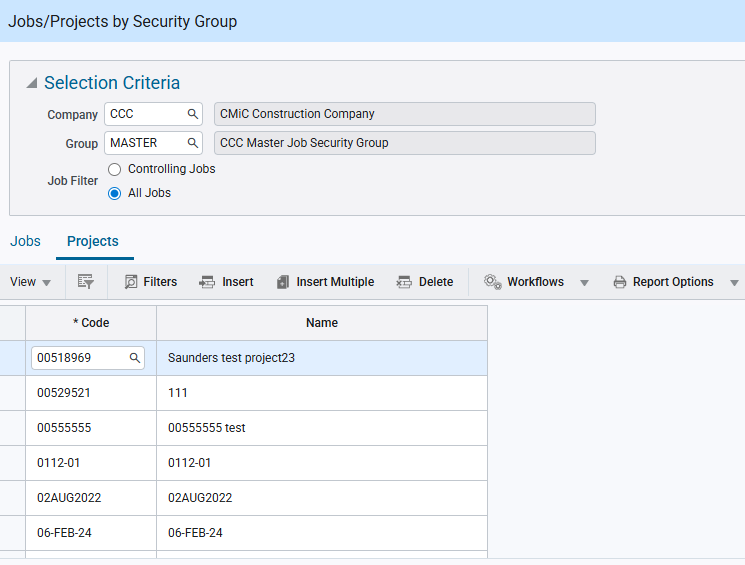 Jobs/Projects by Security Group
Selection Criteria
Company CCC CMiC Construction Company
Group MASTER CCC Master Job Security Group
Job Filter
Controlling Jobs
All Jobs
Jobs Projects
View Filters Insert Insert Multiple Delete Workflows Report Options
* Code Name
00518969 Saunders test project23
00529521 111
00555555 00555555 test
0112-01 0112-01
02AUG2022 02AUG2022
06-FEB-24 06-FEB-24